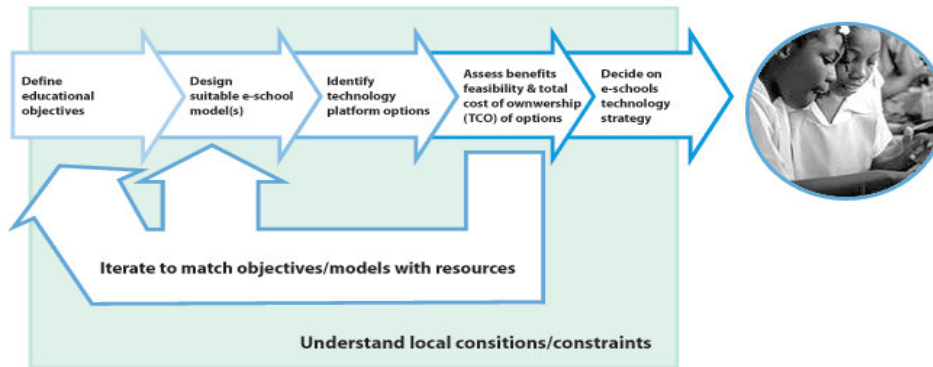 Define
educational
objectives
Design
suitable e-school
model(s)
Identify
technology
platform options
Assess benefits
feasibility & total
cost of ownwership
(TCO) of options
Decide on
e-schools
technology
strategy
Iterate to match objectives/models with resources
Understand local consitions/constraints